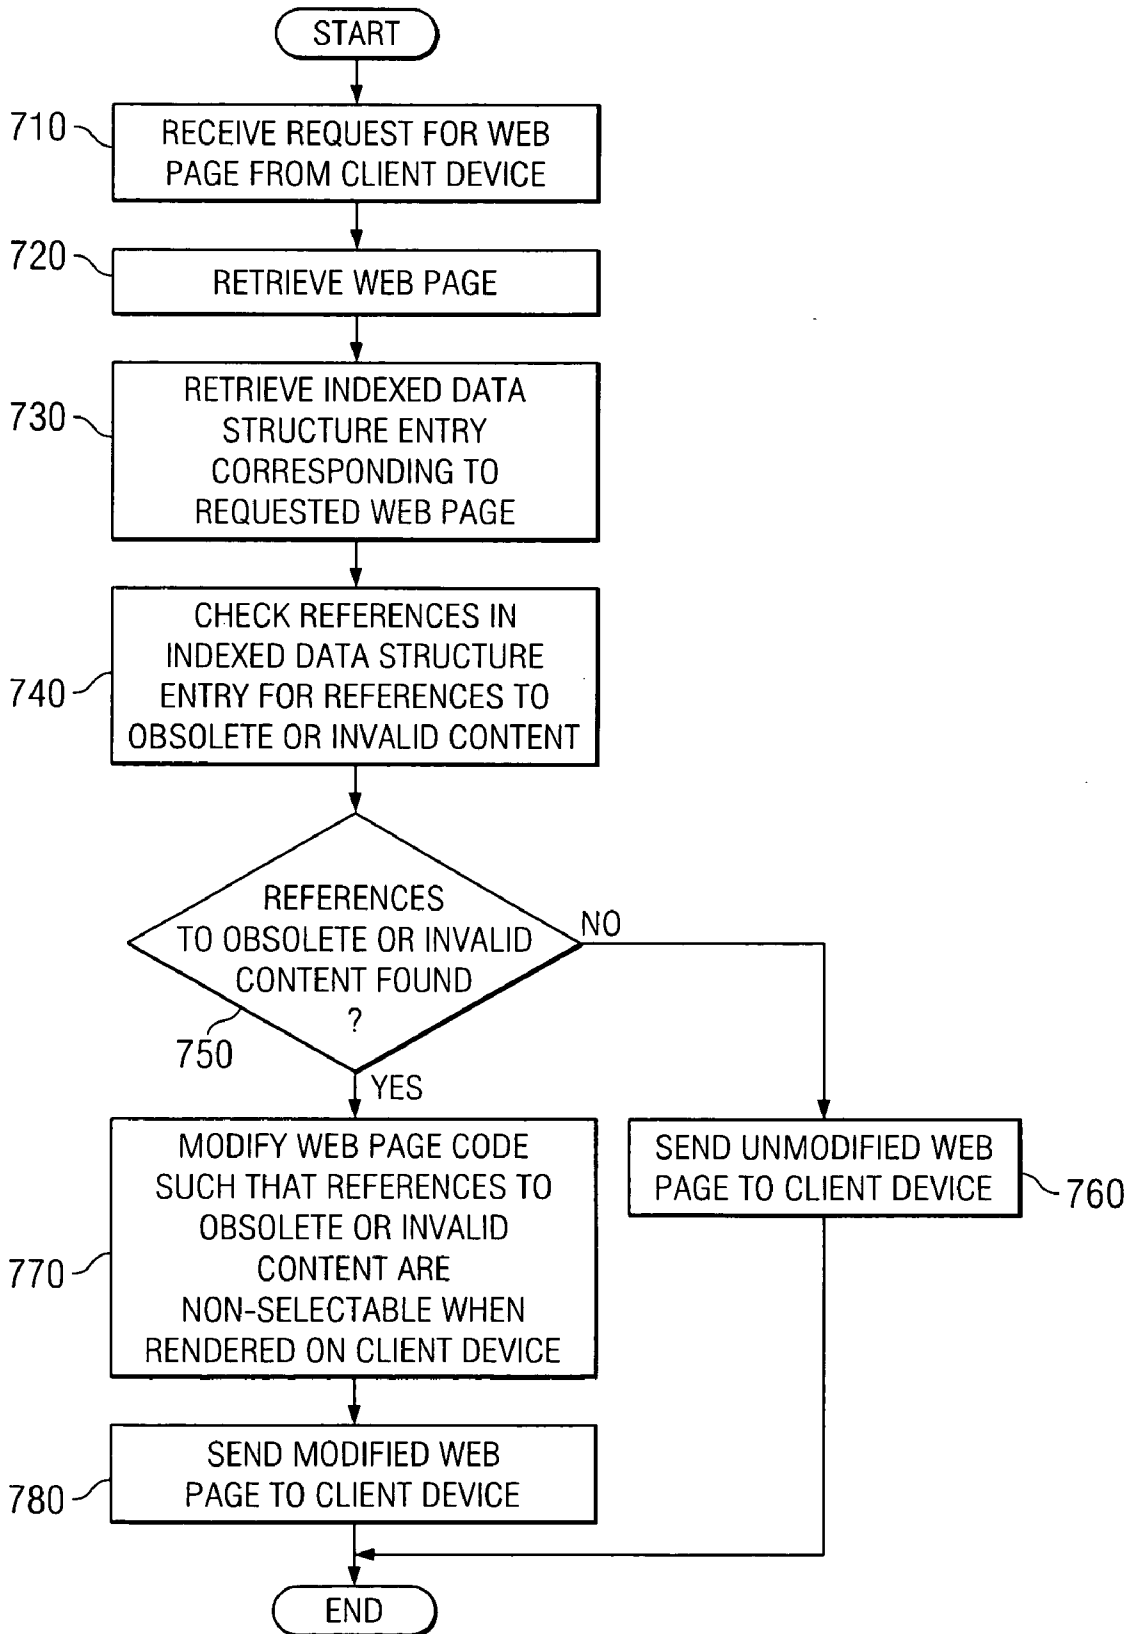 START
710
RECEIVE REQUEST FOR WEB
PAGE FROM CLIENT DEVICE
720
RETRIEVE WEB PAGE
730
RETRIEVE INDEXED DATA
STRUCTURE ENTRY
CORRESPONDING TO
REQUESTED WEB PAGE
740
CHECK REFERENCES IN
INDEXED DATA STRUCTURE
ENTRY FOR REFERENCES TO
OBSOLETE OR INVALID CONTENT
REFERENCES
TO OBSOLETE OR INVALID
CONTENT FOUND
?
750
NO
YES
770
MODIFY WEB PAGE CODE
SUCH THAT REFERENCES TO
OBSOLETE OR INVALID
CONTENT ARE
NON-SELECTABLE WHEN
RENDERED ON CLIENT DEVICE
SEND UNMODIFIED WEB
PAGE TO CLIENT DEVICE
760
780
SEND MODIFIED WEB
PAGE TO CLIENT DEVICE
END